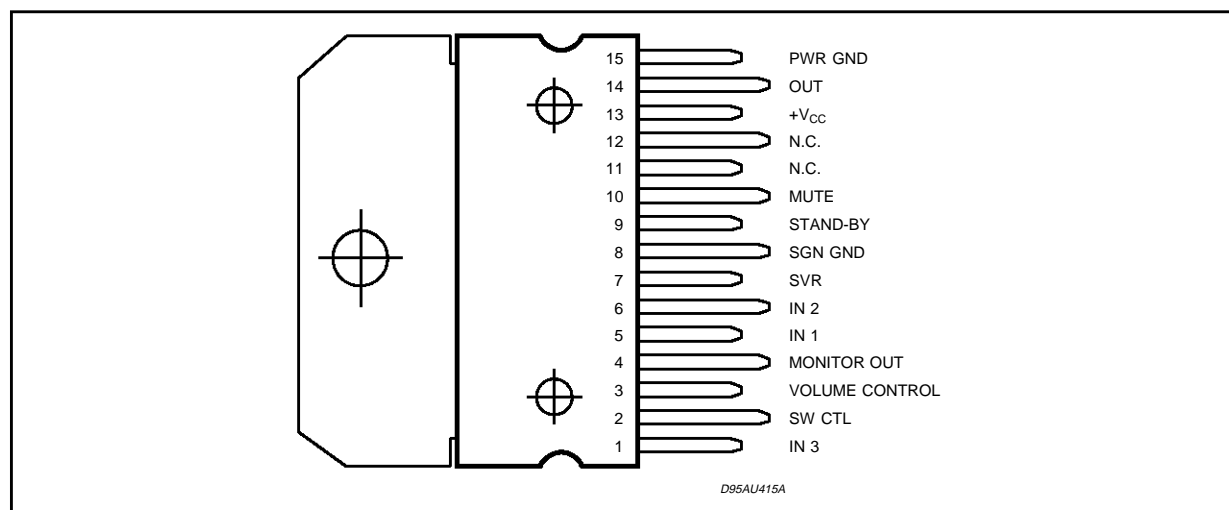 15 PWR GND
14 OUT
13 +VCC
12 N.C.
11 N.C.
10 MUTE
9 STAND-BY
8 SGN GND
7 SVR
6 IN 2
5 IN 1
4 MONITOR OUT
3 VOLUME CONTROL
2 SW CTL
1 IN 3
D95AU415A